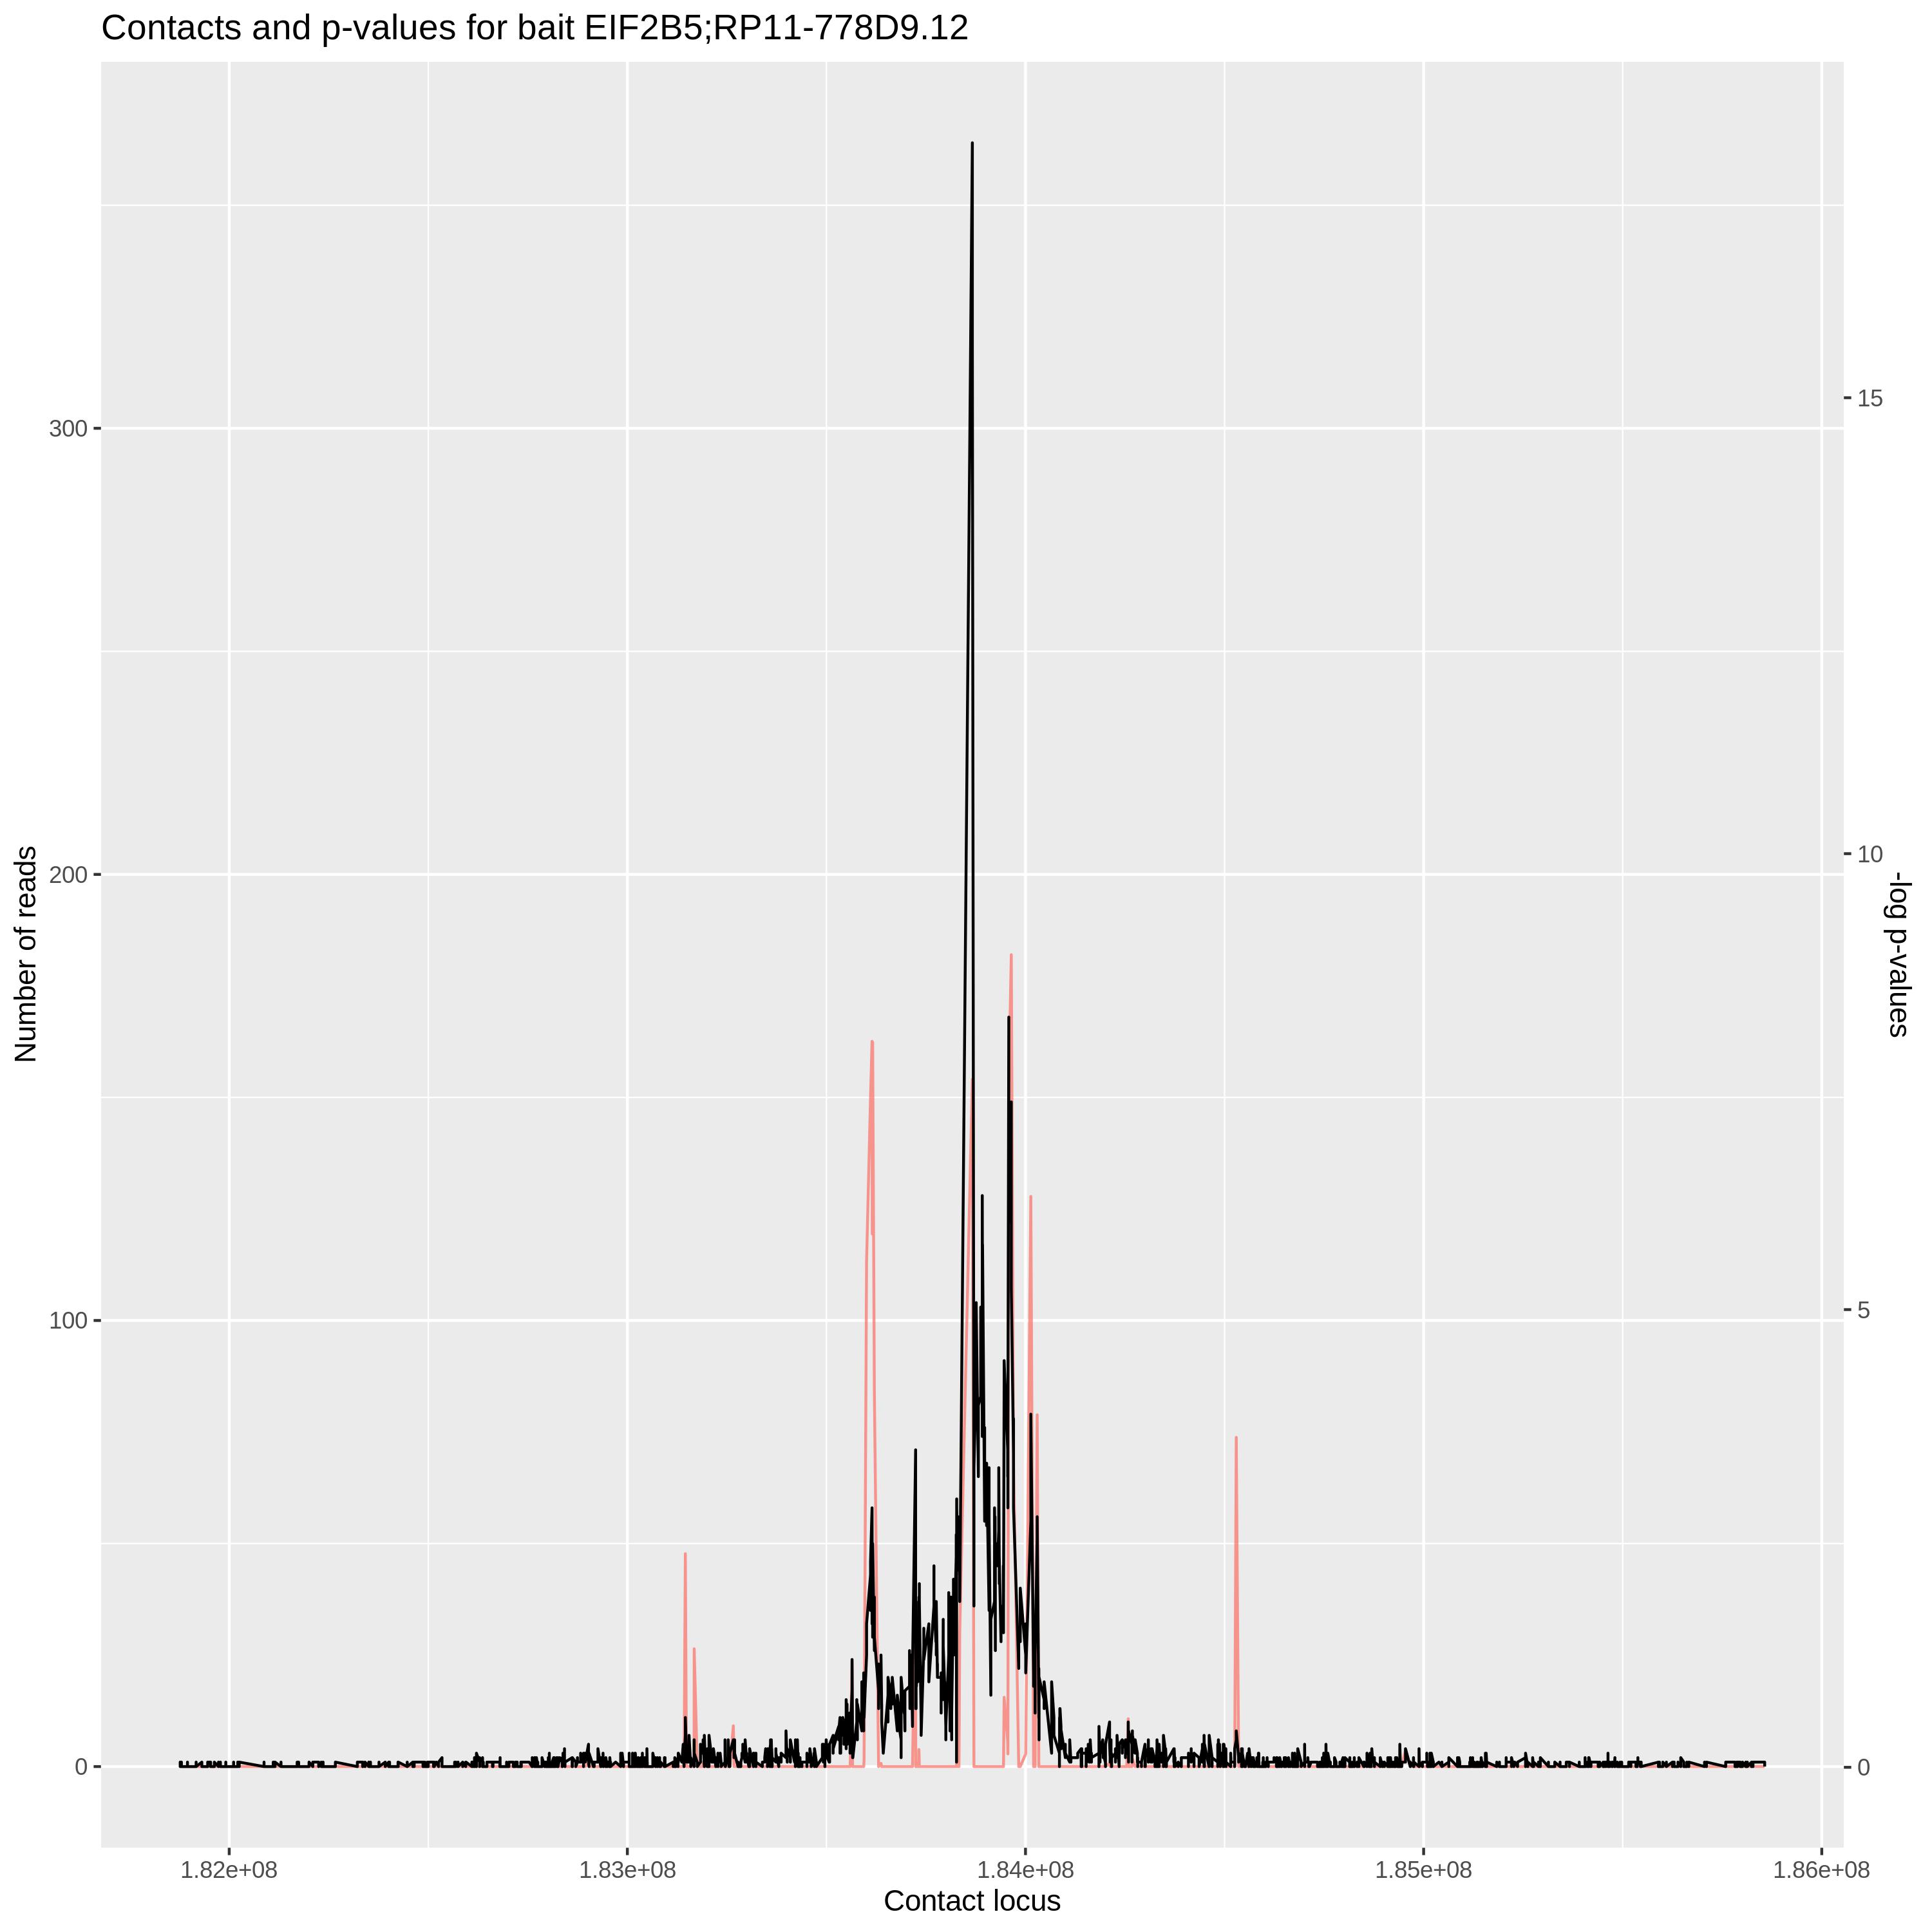 Contacts and p-values for bait EIF2B5;RP11-778D9.12
300
200
100
0
Number of reads
15
10
5
0
-log p-values
1.82e+08
1.83e+08
1.84e+08
1.85e+08
1.86e+08
Contact locus